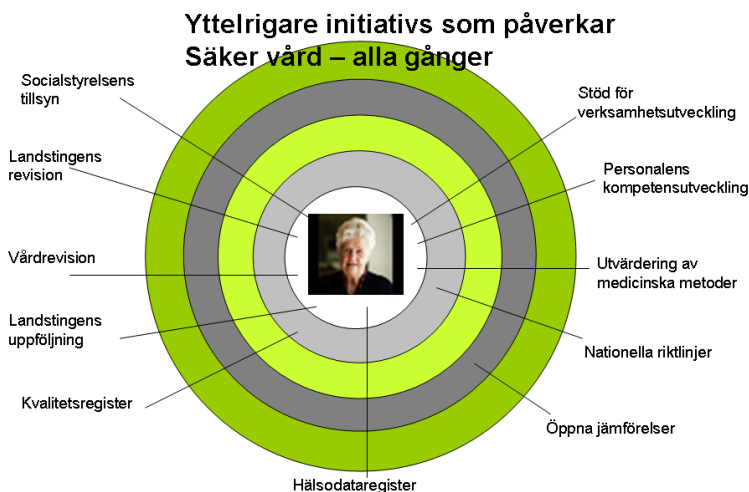 Yttelrigare initiativs som påverkar
Säker vård – alla gånger
Socialstyrelsens
tillsyn
Landstingens
revision
Vårdrevision
Landstingens
uppföljning
Kvalitetsregister
Hälsodataregister
Stöd för
verksamhetsutveckling
Personalens
kompetensutveckling
Utvärdering av
medicinska metoder
Nationella riktlinjer
Öppna jämförelser